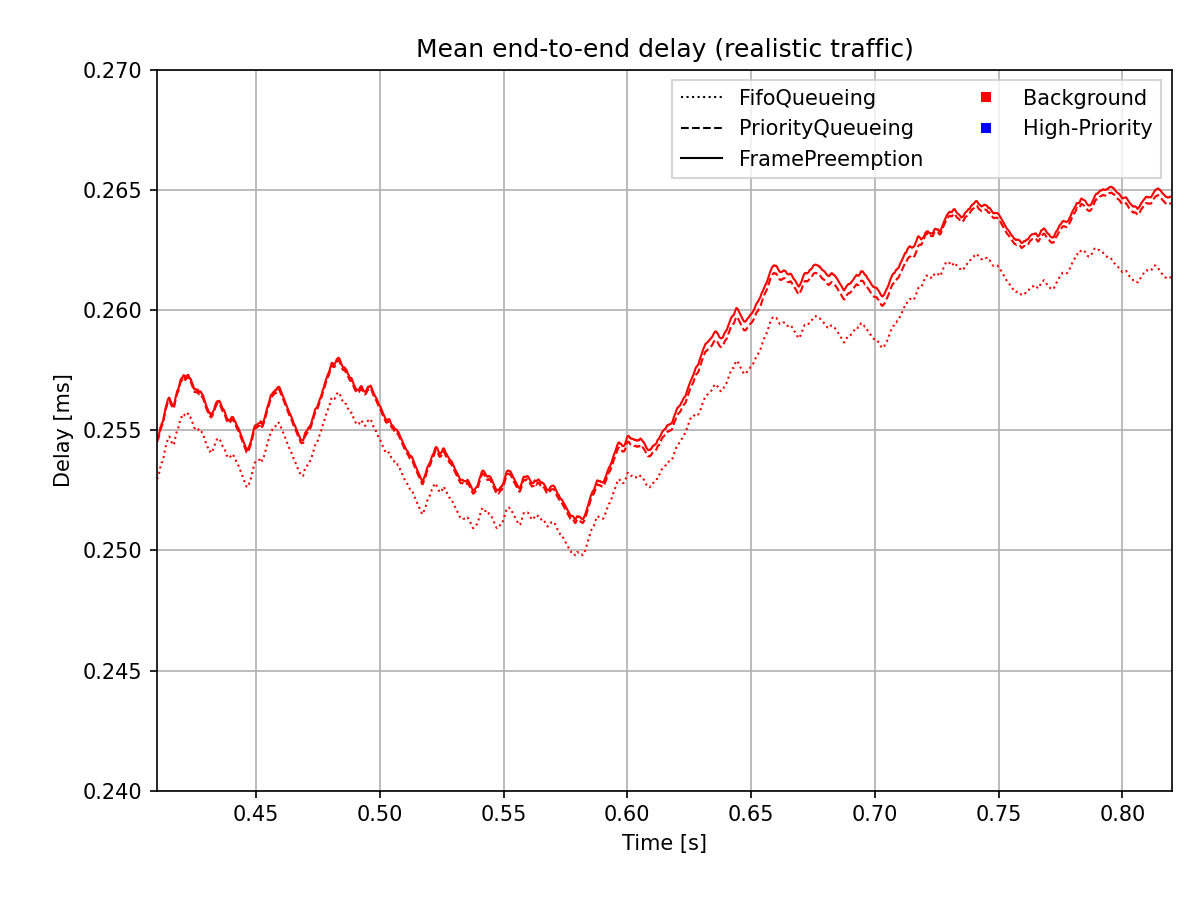 Mean end-to-end delay (realistic traffic)
0.270
0.265
0.260
0.255
0.250
0.245
0.240
Delay [ms]
FifoQueueing
PriorityQueueing
FramePreemption
Background
High-Priority
0.45 0.50 0.55 0.60 0.65 0.70 0.75 0.80
Time [s]